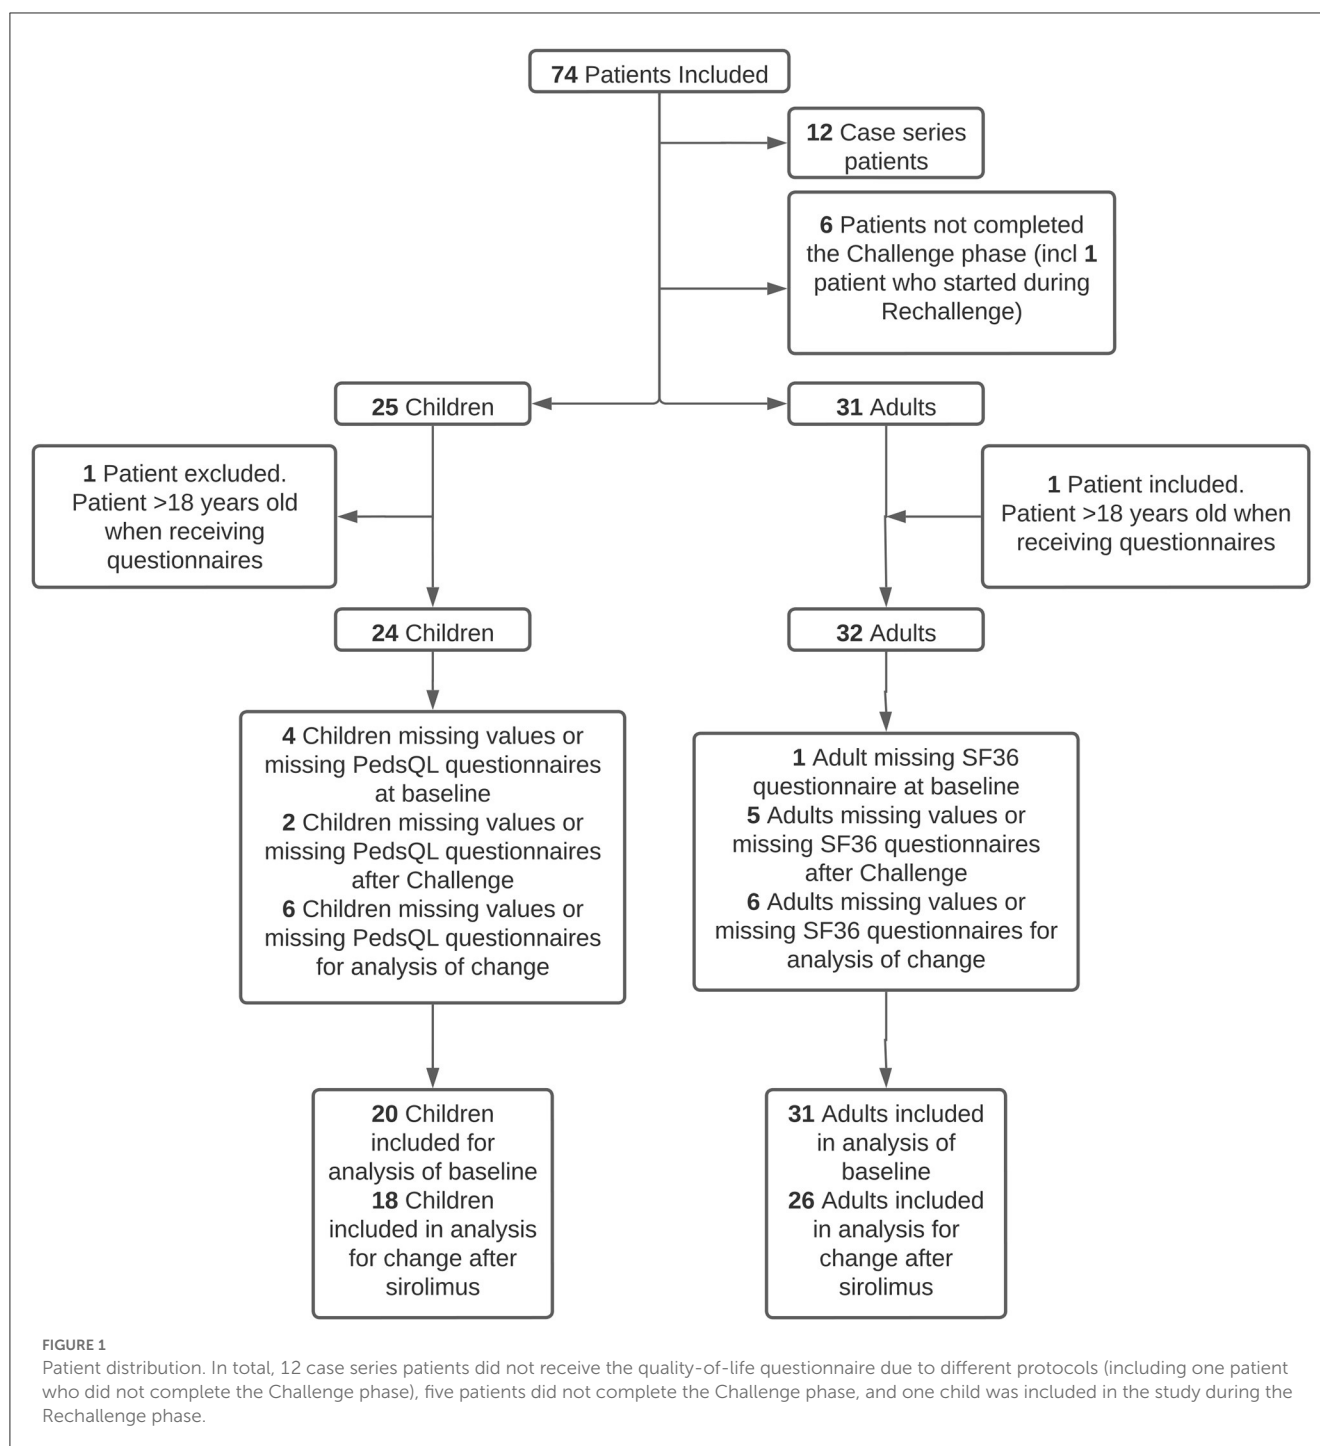 74 Patients Included
12 Case series
patients
6 Patients not completed
the Challenge phase (incl 1
patient who started during
Rechallenge)
25 Children
31 Adults
1 Patient excluded.
Patient >18 years old
when receiving
questionnaires
1 Patient included.
Patient >18 years old when
receiving questionnaires
24 Children
32 Adults
4 Children missing values or
missing PedsQL questionnaires
at baseline
2 Children missing values or
missing PedsQL questionnaires
after Challenge
6 Children missing values or
missing PedsQL questionnaires
for analysis of change
1 Adult missing SF36
questionnaire at baseline
5 Adults missing values or
missing SF36 questionnaires
after Challenge
6 Adults missing values or
missing SF36 questionnaires for
analysis of change
20 Children
included for
analysis of baseline
18 Children
included in analysis
for change after
sirolimus
31 Adults included
in analysis of
baseline
26 Adults included
in analysis for
change after
sirolimus
FIGURE 1
Patient distribution. In total, 12 case series patients did not receive the quality-of-life questionnaire due to different protocols (including one patient
who did not complete the Challenge phase), five patients did not complete the Challenge phase, and one child was included in the study during the
Rechallenge phase.